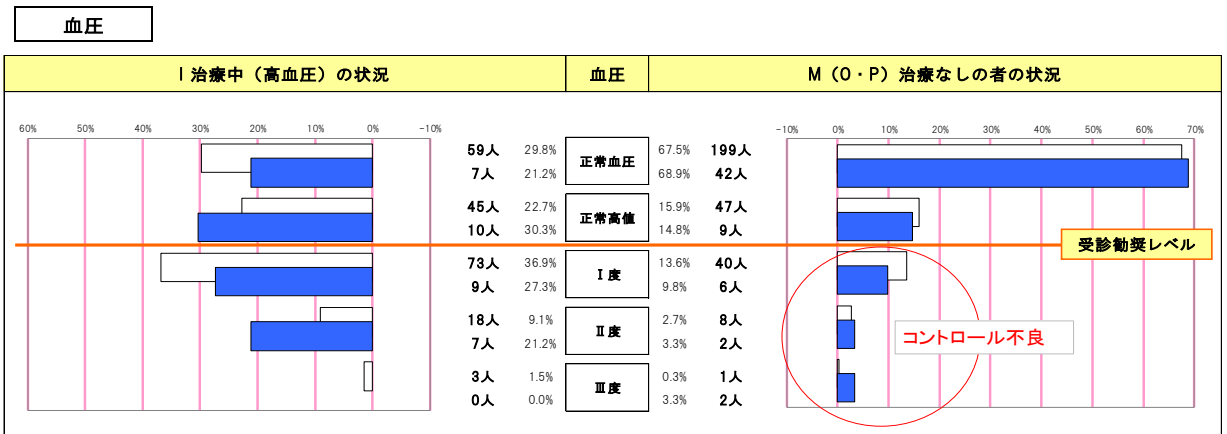 血圧
Ⅰ治療中（高血圧）の状況 血圧 M（O・P）治療なしの者の状況
60% 50% 40% 30% 20% 10% 0% -10% -10% 0% 10% 20% 30% 40% 50% 60% 70%
59人 29.8% 正常血圧 67.5% 199人
7人 21.2% 68.9% 42人
45人 22.7% 正常高値 15.9% 47人
10人 30.3% 14.8% 9人
受診勧奨レベル
73人 36.9% Ⅰ度 13.6% 40人
9人 27.3% 9.8% 6人
18人 9.1% Ⅱ度 2.7% 8人
7人 21.2% 3.3% 2人
コントロール不良
3人 1.5% Ⅲ度 0.3% 1人
0人 0.0% 3.3% 2人